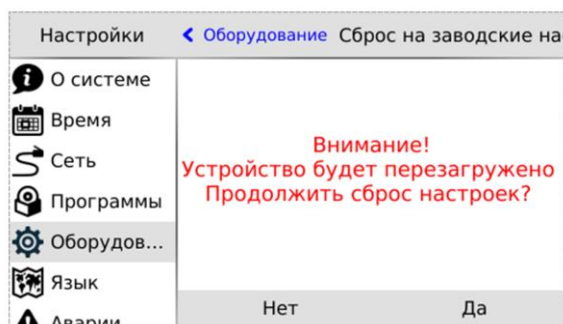 Настройки
Оборудование Сброс на заводские на
О системе
Время
Сеть
Программы
Оборудов...
Язык
Аварии
Внимание!
Устройство будет перезагружено
Продолжить сброс настроек?
Нет Да